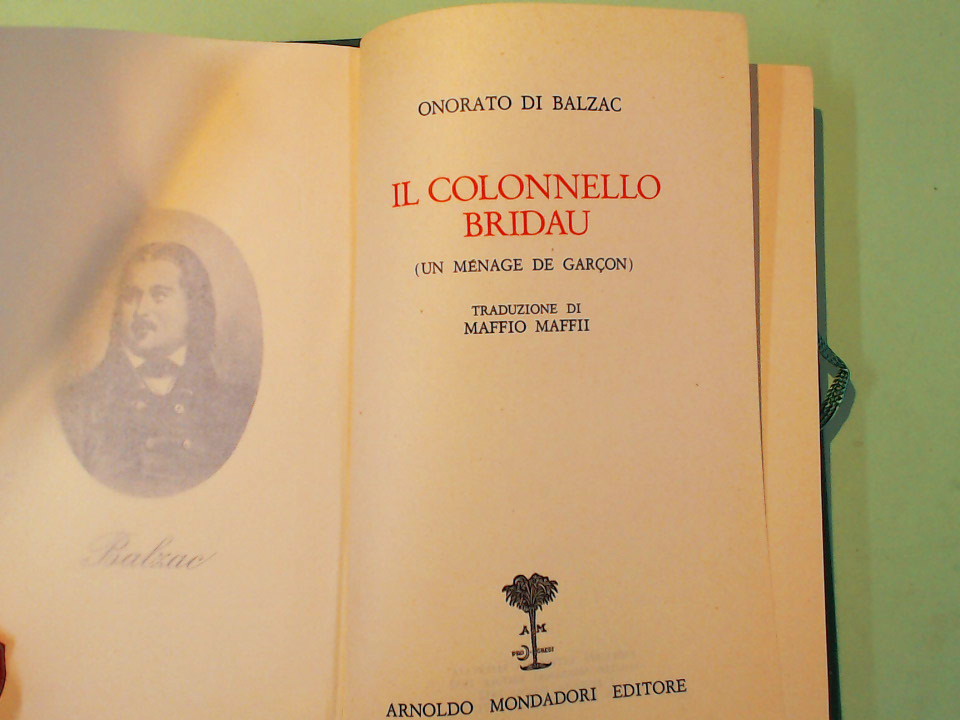 Balzac
ONORATO DI BALZAC
IL COLONNELLO
BRIDAU
(UN MÉNAGE DE GARÇON)
TRADUZIONE DI
MAFFIO MAFFII
A M
ARNOLDO MONDADORI EDITORE